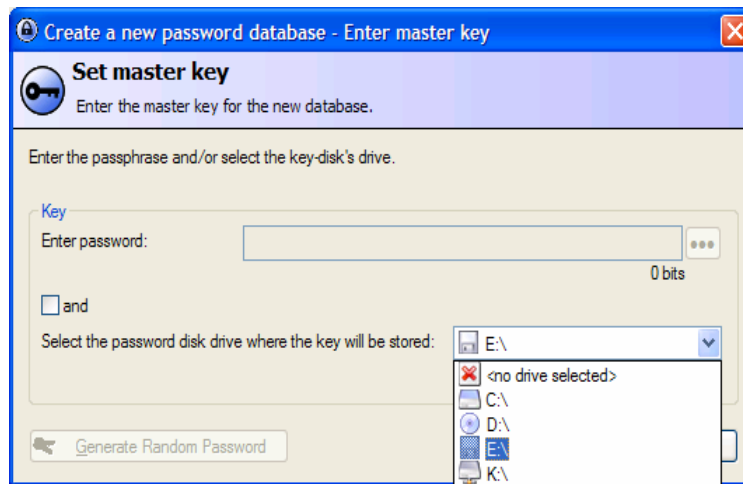 Create a new password database - Enter master key
Set master key
Enter the master key for the new database.
Enter the passphrase and/or select the key-disk's drive.
Key
Enter password:
0 bits
and
Select the password disk drive where the key will be stored: E:\
<no drive selected>
C:\
D:\
E:\
K:\
Generate Random Password